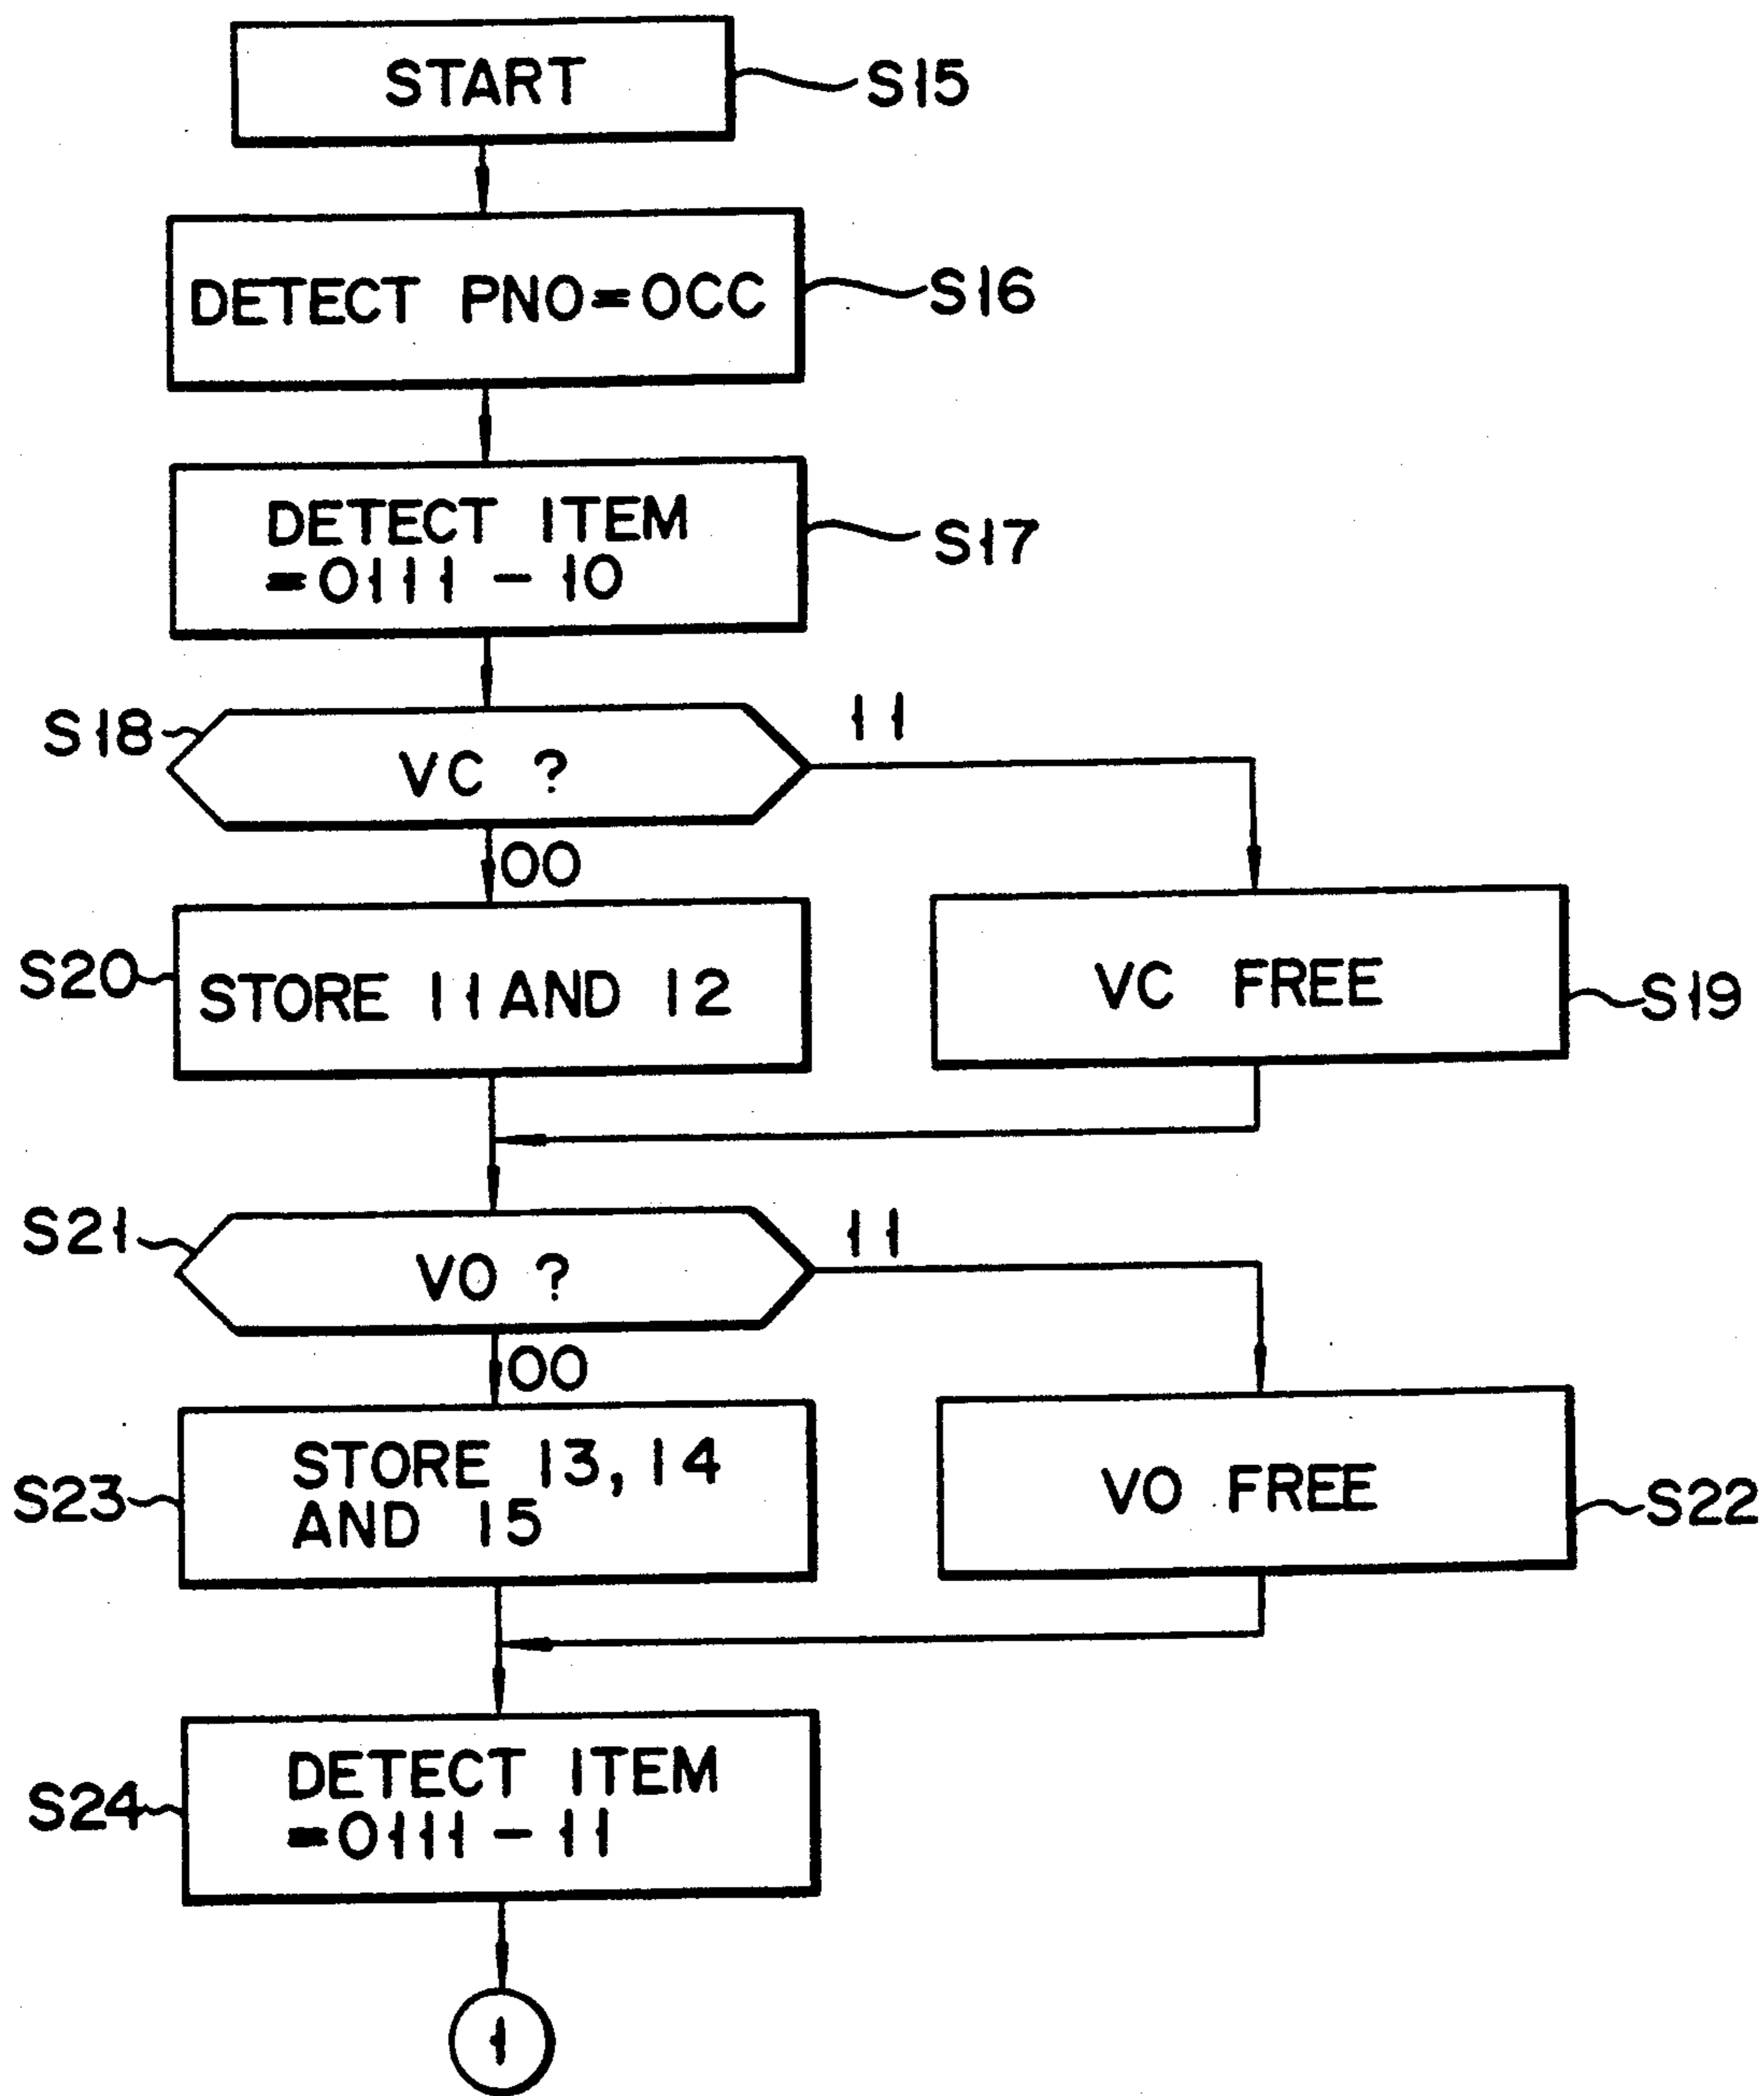 START
S15
DETECT PNO=OCC
S16
DETECT ITEM
=0111 – 10
S17
S18
VC ?
11
00
S20
STORE 11 AND 12
VC FREE
S19
S21
VO ?
11
00
S23
STORE 13, 14
AND 15
VO FREE
S22
S24
DETECT ITEM
=0111 – 11
1